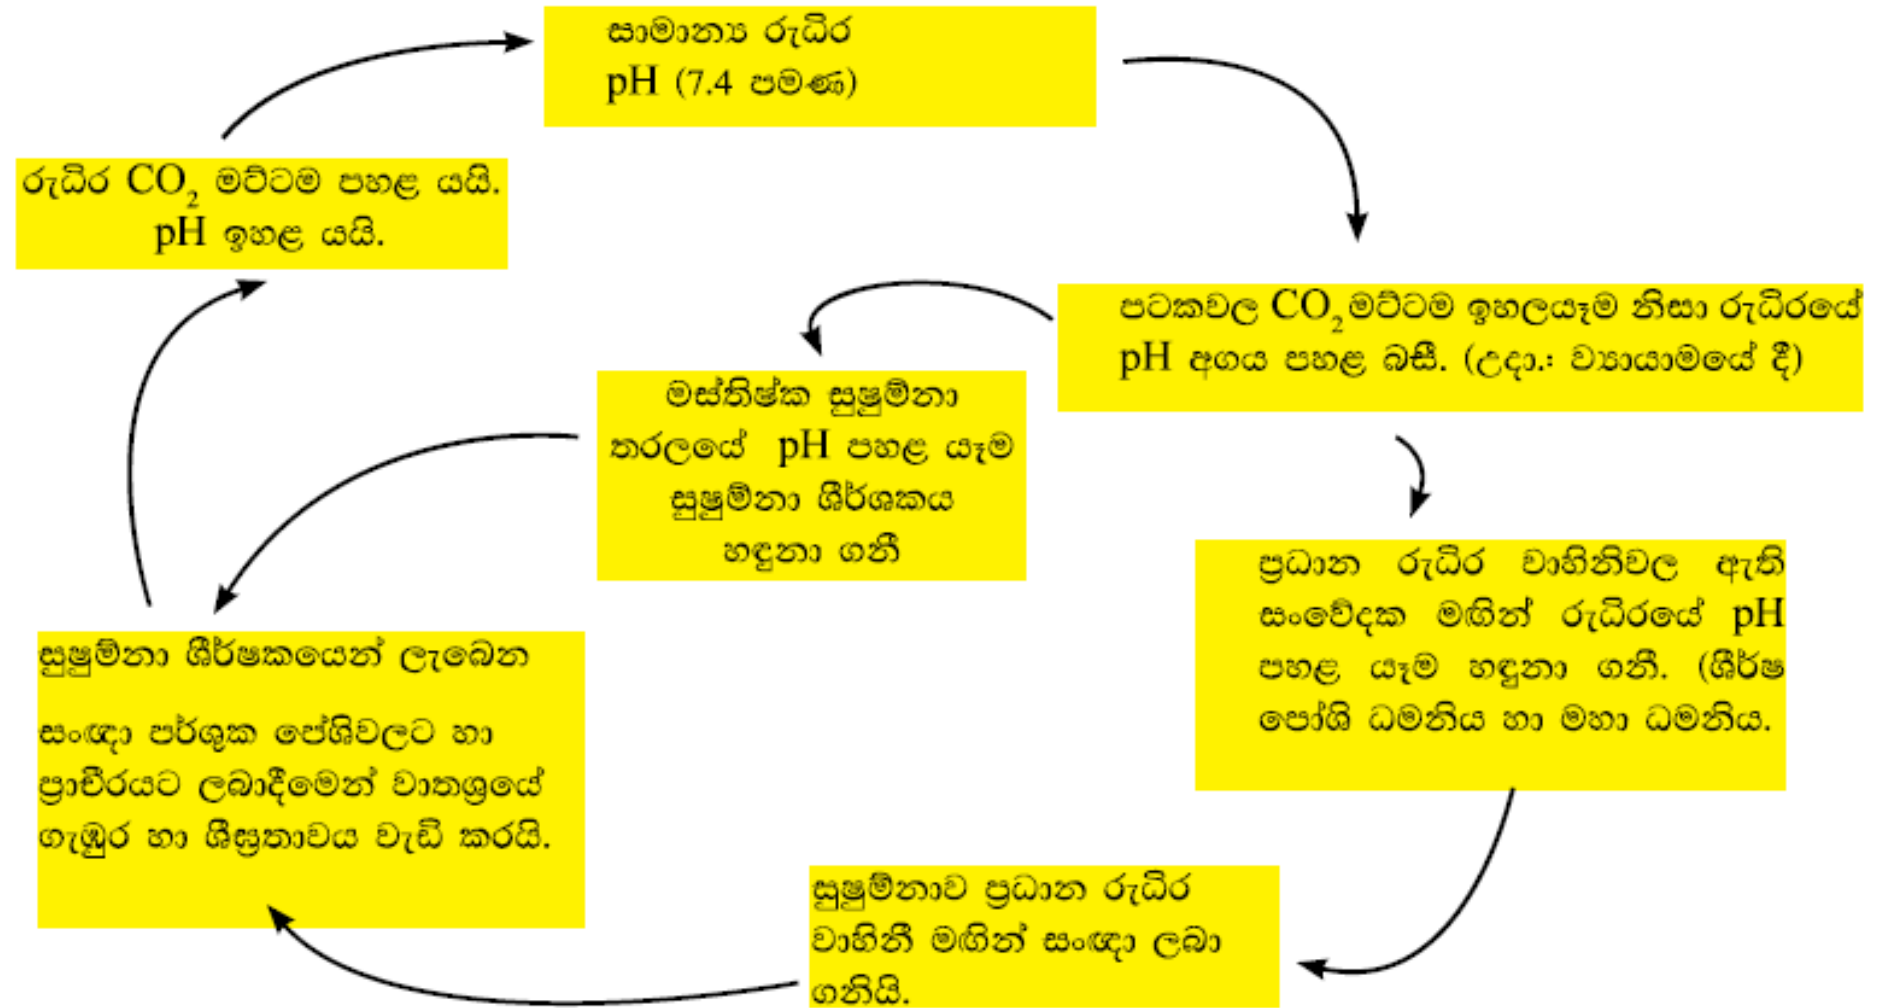 සාමාන්‍ය රුධිර
pH (7.4 පමණ)
රුධිර CO₂ මට්ටම පහළ යයි.
pH ඉහළ යයි.
පටකවල CO₂ මට්ටම ඉහලයෑම නිසා රුධිරයේ
pH අගය පහළ බසී. (උදා.: ව්‍යායාමයේ දී)
මස්තිෂ්ක සුෂුම්නා
තරලයේ pH පහළ යෑම
සුෂුම්නා ශීර්ශකය
හඳුනා ගනී
ප්‍රධාන රුධිර වාහිනිවල ඇති
සංවේදක මඟින් රුධිරයේ pH
පහළ යෑම හඳුනා ගනී. (ශීර්ෂ
පෝශි ධමනිය හා මහා ධමනිය.
සුෂුම්නා ශීර්ෂකයෙන් ලැබෙන
සංඥා පර්ශුක පේශිවලට හා
ප්‍රාචීරයට ලබාදීමෙන් වාතශ්‍රයේ
ගැඹුර හා ශීඝ්‍රතාවය වැඩි කරයි.
සුෂුම්නාව ප්‍රධාන රුධිර
වාහිනී මඟින් සංඥා ලබා
ගනියි.